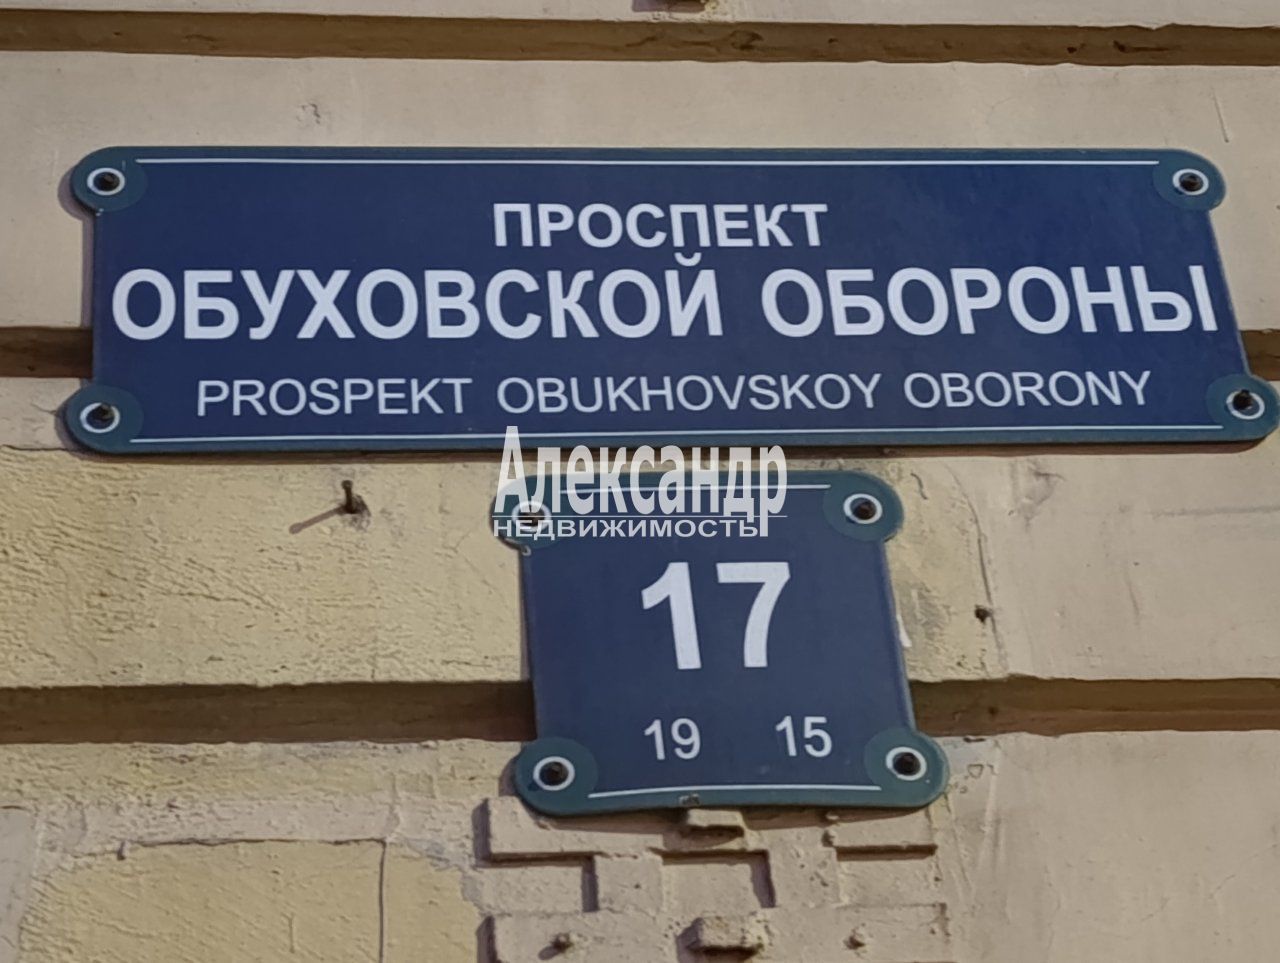 ПРОСПЕКТ
ОБУХОВСКОЙ ОБОРОНЫ
PROSPEKT OBUKHOVSKOY OBORONY
Александр
НЕДВИЖИМОСТЬ
17
19 15